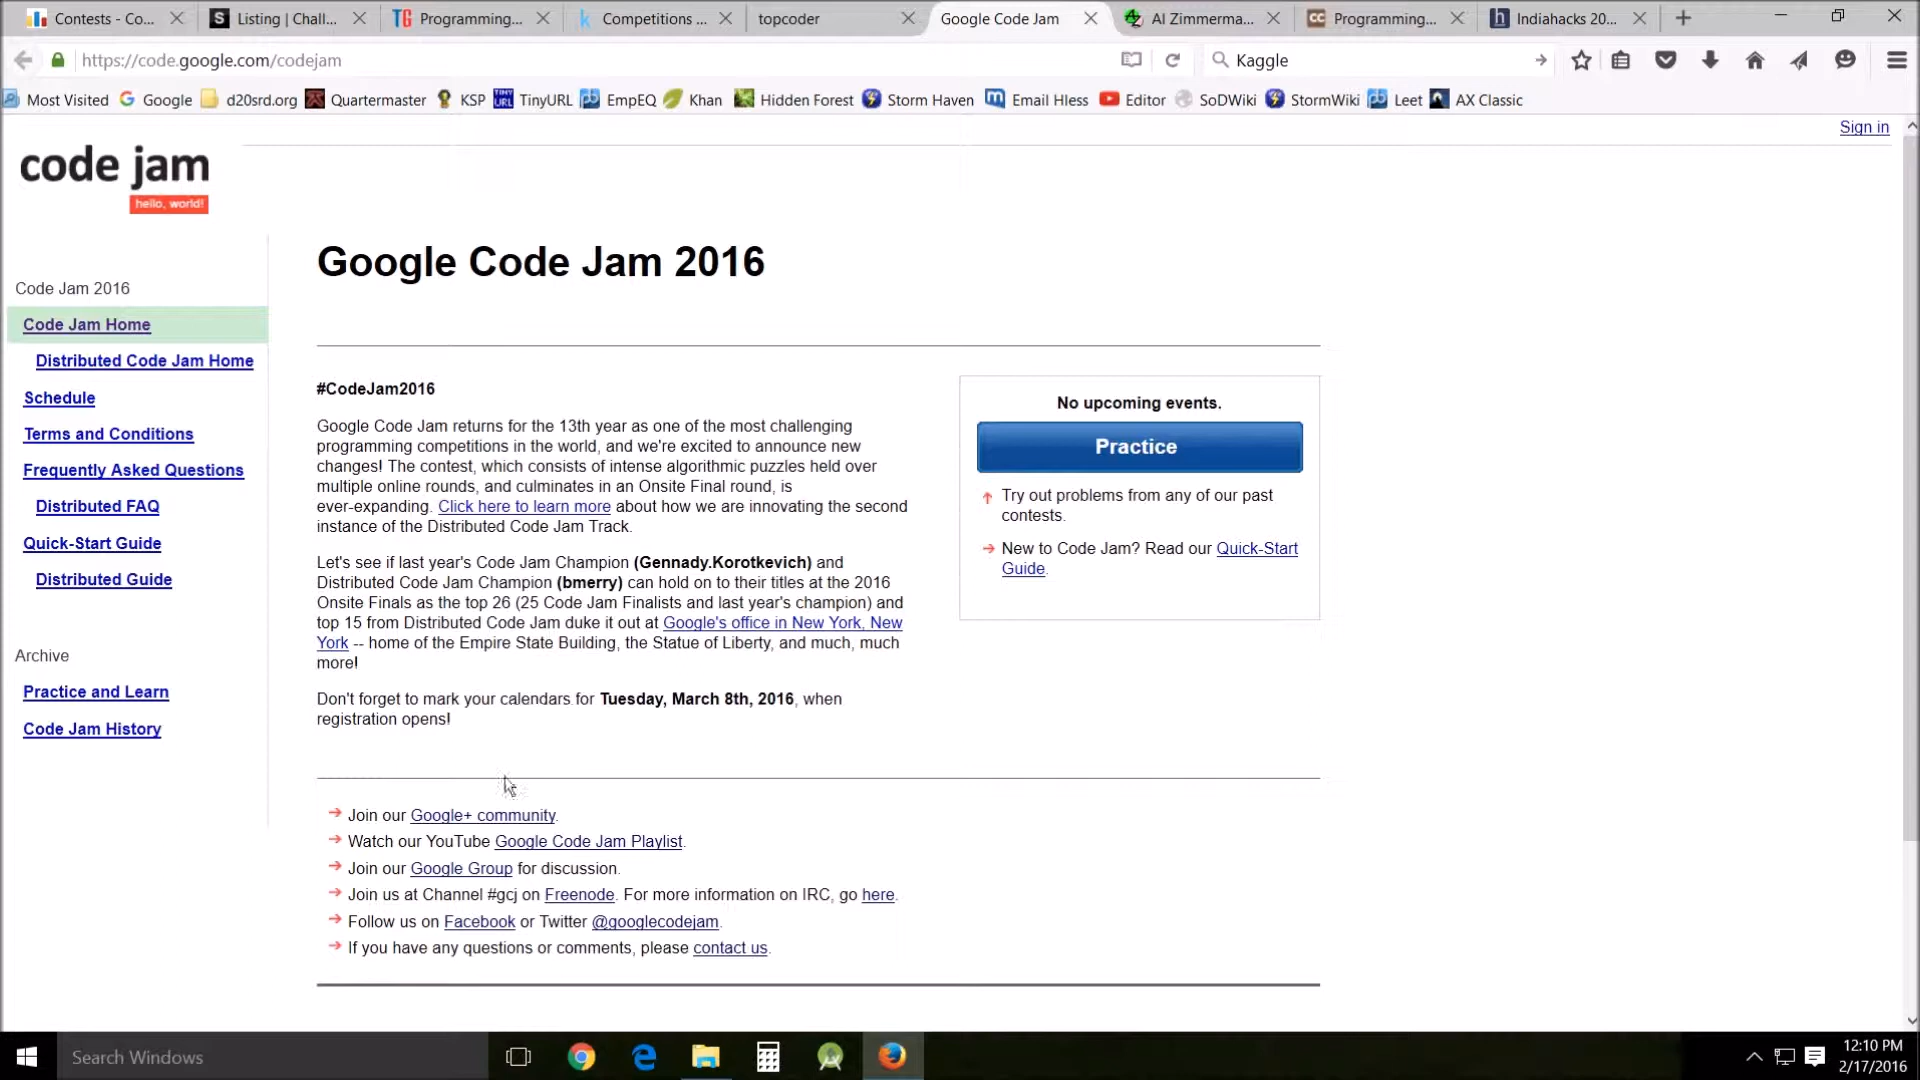 Contests - Co...
Listing | Chall...
Programming...
Competitions ...
topcoder
Google Code Jam
Al Zimmerma...
Programming...
Indiahacks 20...
https://code.google.com/codejam
Kaggle
Most Visited
Google
d20srd.org
Quartermaster
KSP
TinyURL
EmpEQ
Khan
Hidden Forest
Storm Haven
Email Hless
Editor
SoDWiki
StormWiki
Leet
AX Classic
Sign in
code jam
hello, world!
Google Code Jam 2016
Code Jam 2016
Code Jam Home
Distributed Code Jam Home
Schedule
Terms and Conditions
Frequently Asked Questions
Distributed FAQ
Quick-Start Guide
Distributed Guide
Archive
Practice and Learn
Code Jam History
#CodeJam2016
Google Code Jam returns for the 13th year as one of the most challenging
programming competitions in the world, and we're excited to announce new
changes! The contest, which consists of intense algorithmic puzzles held over
multiple online rounds, and culminates in an Onsite Final round, is
ever-expanding. Click here to learn more about how we are innovating the second
instance of the Distributed Code Jam Track.
Let's see if last year's Code Jam Champion (Gennady.Korotkevich) and
Distributed Code Jam Champion (bmerry) can hold on to their titles at the 2016
Onsite Finals as the top 26 (25 Code Jam Finalists and last year's champion) and
top 15 from Distributed Code Jam duke it out at Google's office in New York, New
York -- home of the Empire State Building, the Statue of Liberty, and much, much
more!
Don't forget to mark your calendars for Tuesday, March 8th, 2016, when
registration opens!
No upcoming events.
Practice
Try out problems from any of our past
contests.
New to Code Jam? Read our Quick-Start
Guide.
Join our Google+ community.
Watch our YouTube Google Code Jam Playlist.
Join our Google Group for discussion.
Join us at Channel #gcj on Freenode. For more information on IRC, go here.
Follow us on Facebook or Twitter @googlecodejam.
If you have any questions or comments, please contact us.
Search Windows
12:10 PM
2/17/2016